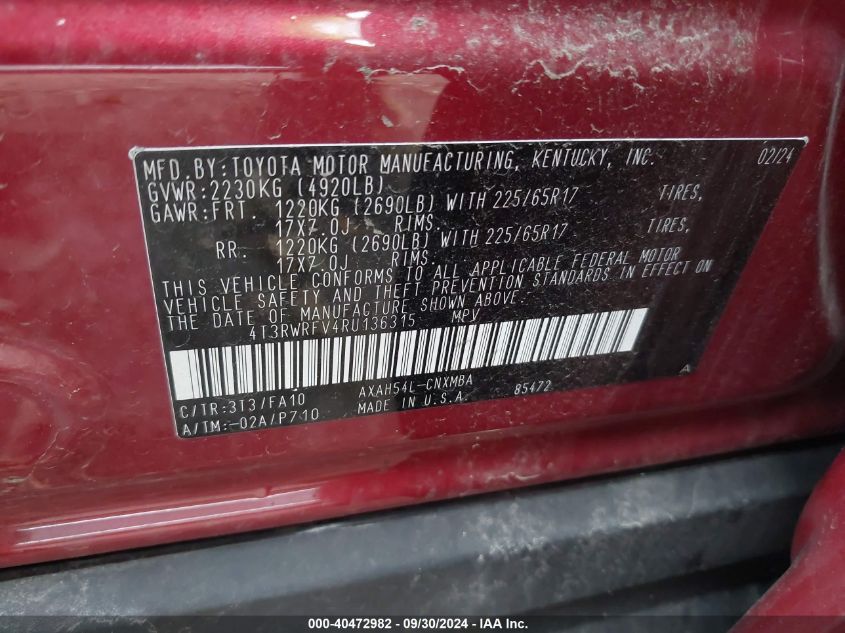 MFD. BY: TOYOTA MOTOR MANUFACTURING, KENTUCKY, INC. 02/24
GVWR: 2230KG (4920LB)
GAWR: FRT. 1220KG (2690LB) WITH 225/65R17 TIRES,
17X7.0J RIMS.
RR. 1220KG (2690LB) WITH 225/65R17 TIRES,
17X7.0J RIMS.
THIS VEHICLE CONFORMS TO ALL APPLICABLE FEDERAL MOTOR
VEHICLE SAFETY AND THEFT PREVENTION STANDARDS IN EFFECT ON
THE DATE OF MANUFACTURE SHOWN ABOVE.
4T3RWRFV4RU136315 MPV
C/TR: 3T3/FA10 AXAH54L-CNXMBA A
A/TM: -02A/P710 MADE IN U.S.A. 85472
000-40472982 - 09/30/2024 - IAA Inc.